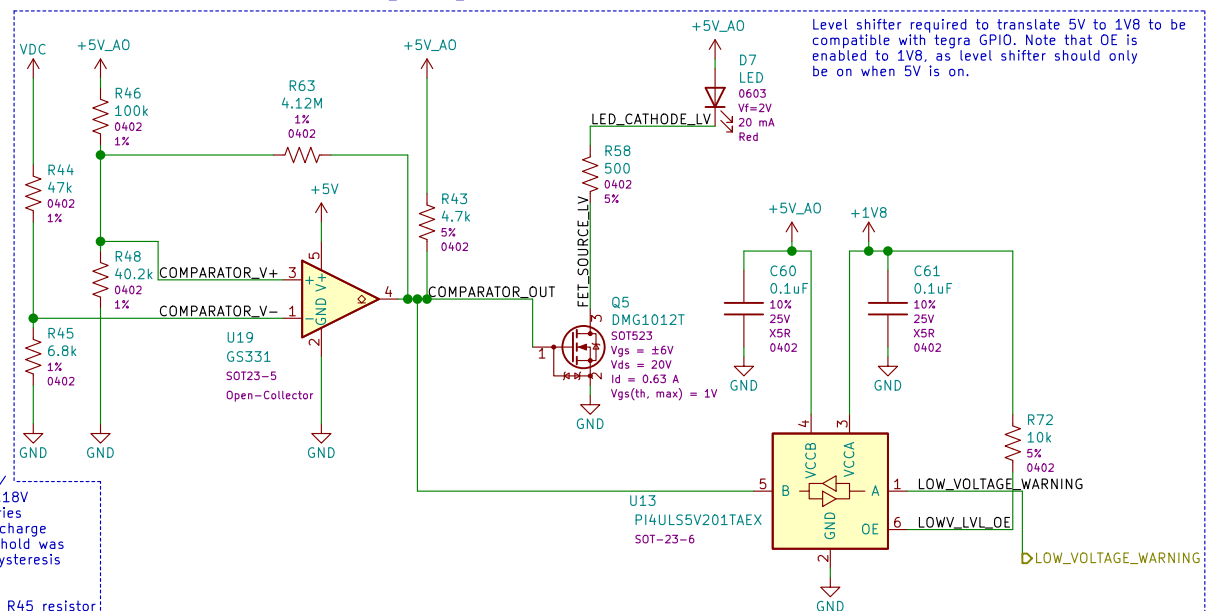 Level shifter required to translate 5V to 1V8 to be
compatible with tegra GPIO. Note that OE is
enabled to 1V8, as level shifter should only
be on when 5V is on.
VDC
+5V_AO
+5V_AO
+5V_AO
D7
LED
0603
Vf=2V
20 mA
Red
LED_CATHODE_LV
R46
100k
0402
1%
R63
4.12M
1%
0402
R44
47k
0402
1%
R43
4.7k
5%
0402
R58
500
0402
5%
FET_SOURCE_LV
+5V
R48
40.2k
0402
1%
COMPARATOR_V+
3
5
+
V+
4
COMPARATOR_OUT
COMPARATOR_V-
1
-
GND
2
U19
GS331
SOT23-5
Open-Collector
R45
6.8k
1%
0402
GND
GND
GND
3
1
2
Q5
DMG1012T
SOT523
Vgs = ±6V
Vds = 20V
Id = 0.63 A
Vgs(th, max) = 1V
GND
+5V_AO
+1V8
C60
0.1uF
10%
25V
X5R
0402
GND
C61
0.1uF
10%
25V
X5R
0402
GND
R72
10k
5%
0402
4
3
VCCB
VCCA
5
B
A
1
LOW_VOLTAGE_WARNING
U13
PI4ULS5V201TAEX
SOT-23-6
GND
OE
6
LOWV_LVL_OE
2
GND
LOW_VOLTAGE_WARNING
.18V
ries
charge
hold was
ysteresis
R45 resistor